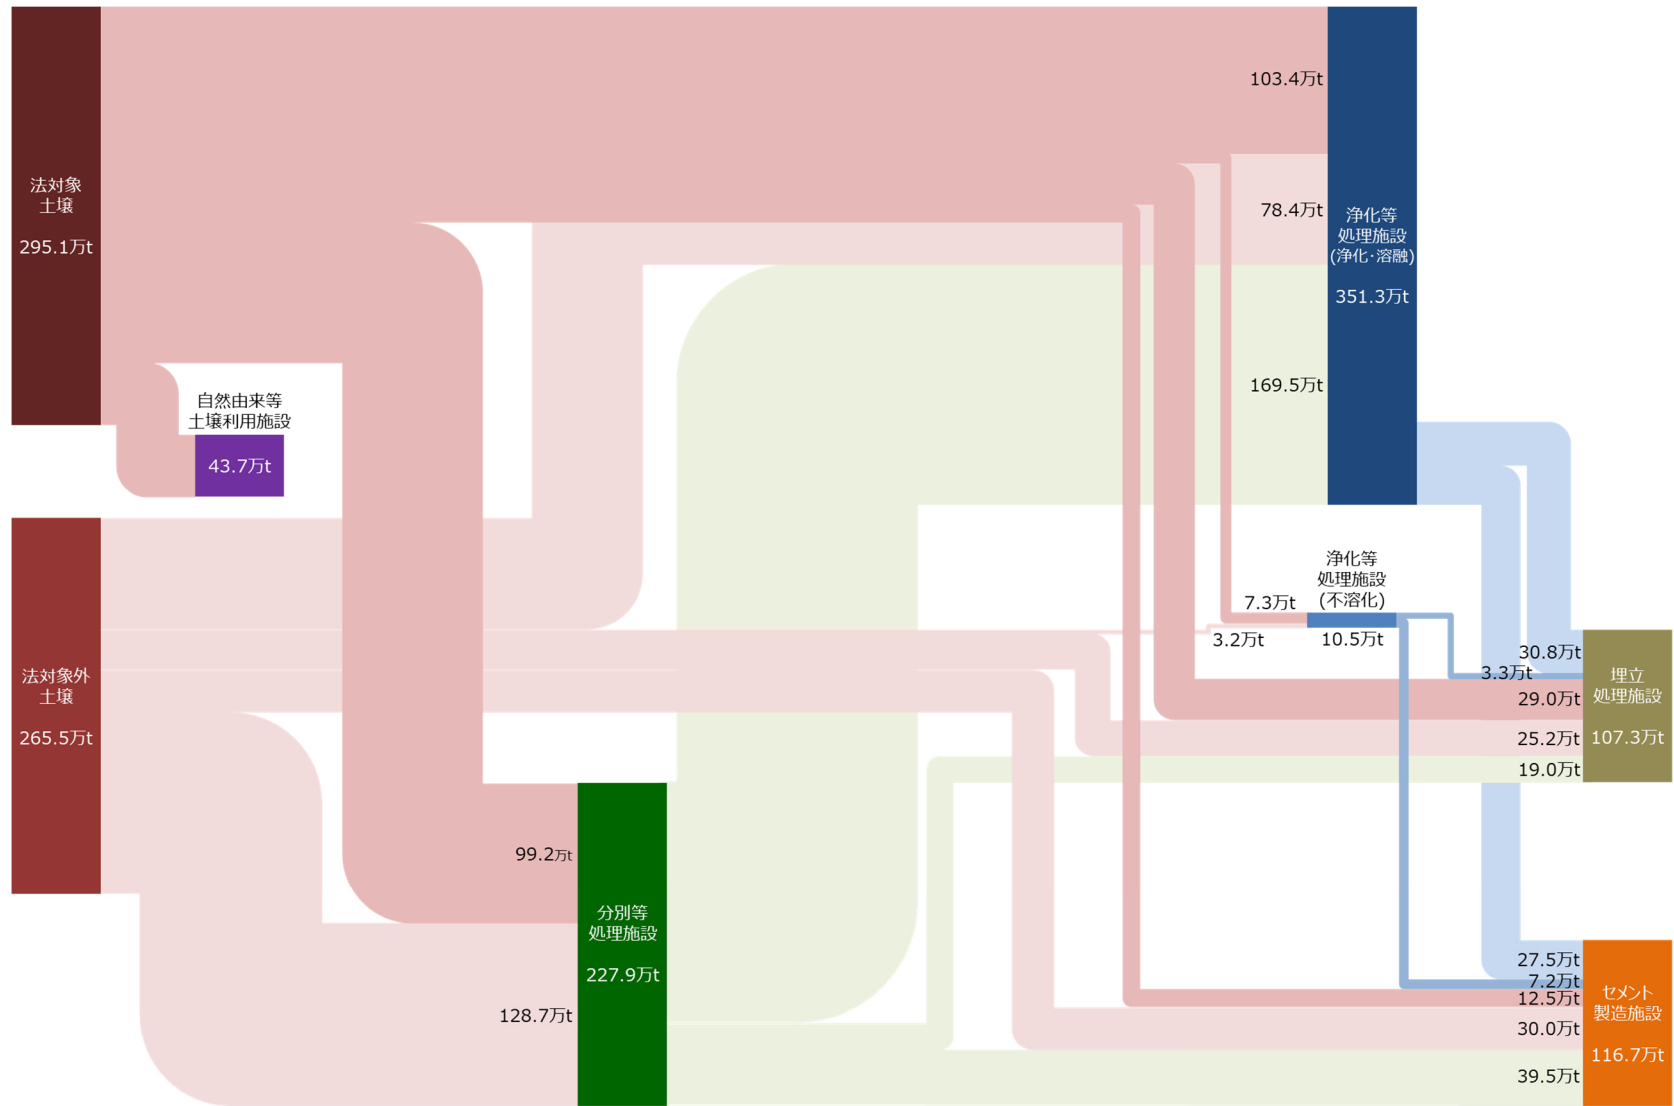 法対象
土壌
295.1万t
自然由来等
土壌利用施設
43.7万t
法対象外
土壌
265.5万t
99.2万t
128.7万t
分別等
処理施設
227.9万t
103.4万t
78.4万t
169.5万t
浄化等
処理施設
(浄化・溶融)
351.3万t
浄化等
処理施設
(不溶化)
7.3万t
3.2万t
10.5万t
30.8万t
3.3万t
29.0万t
25.2万t
19.0万t
埋立
処理施設
107.3万t
27.5万t
7.2万t
12.5万t
30.0万t
39.5万t
セメント
製造施設
116.7万t